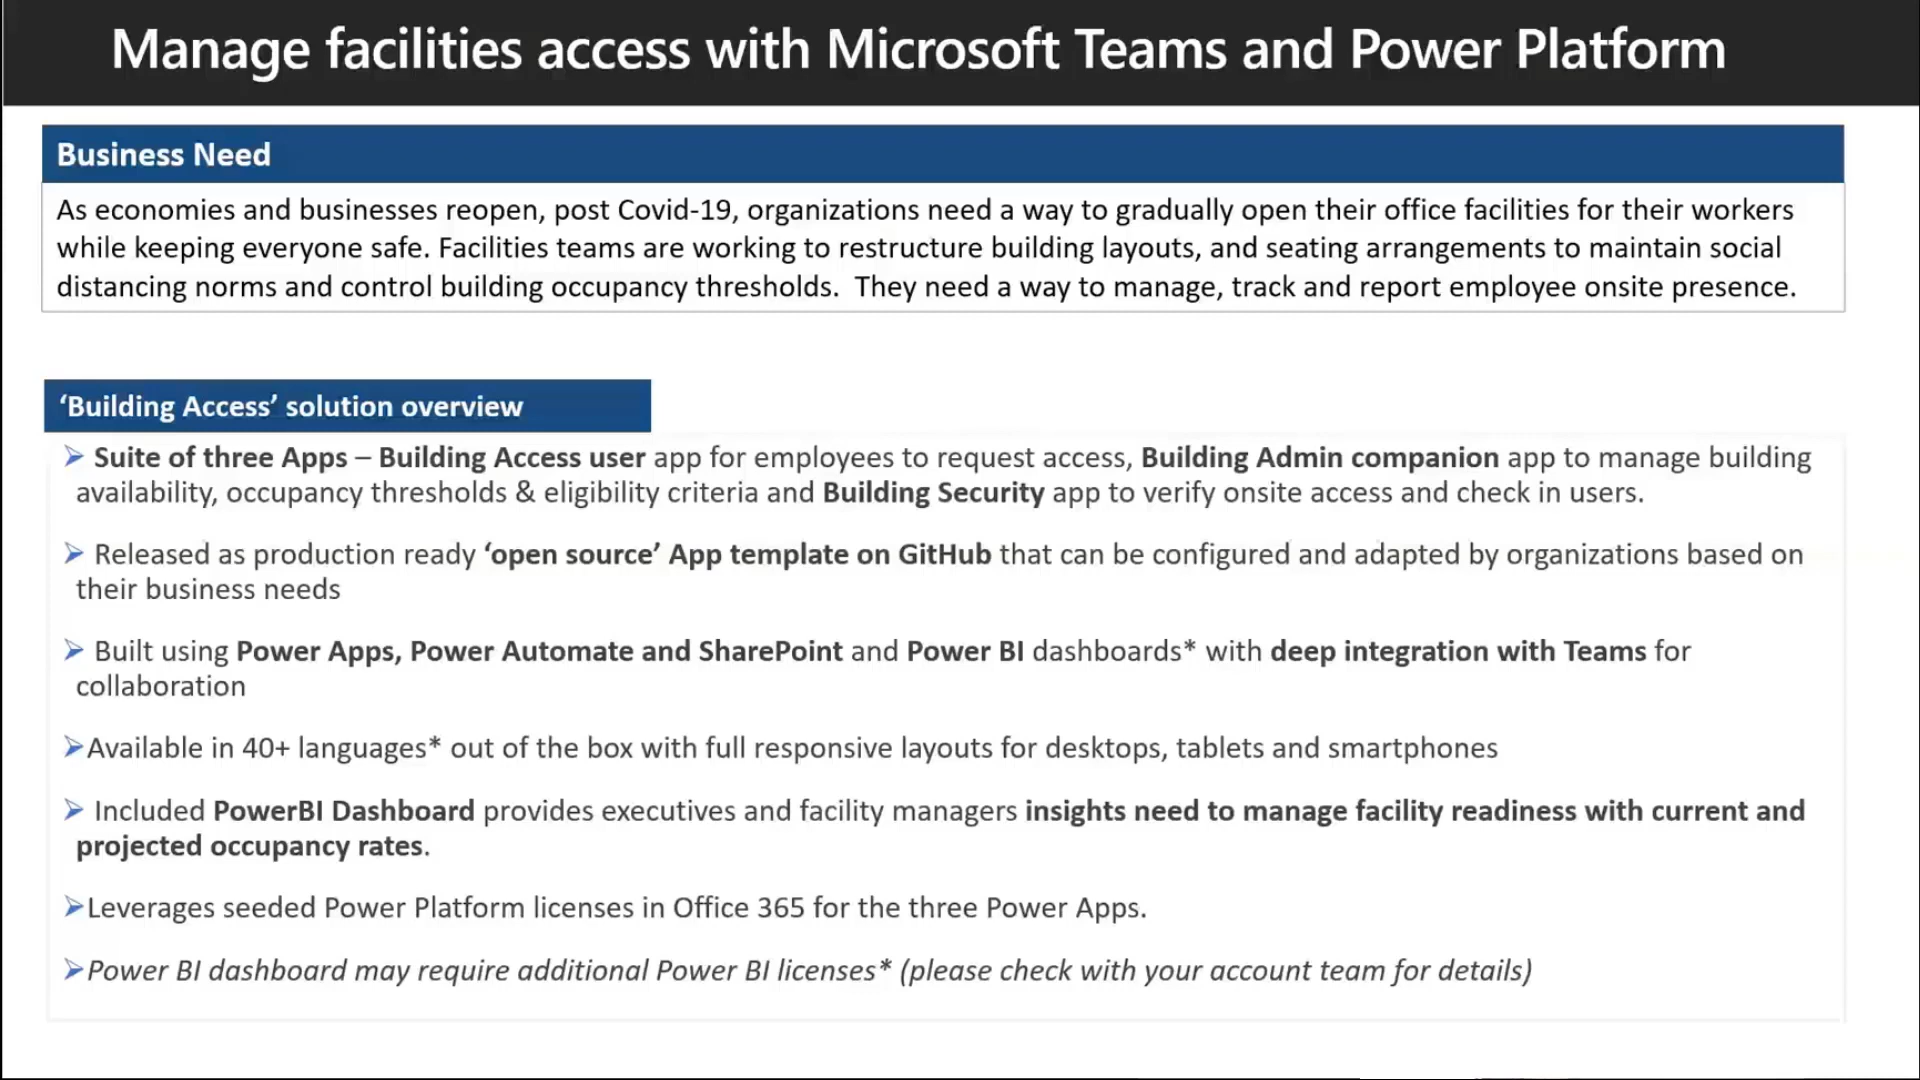 Manage facilities access with Microsoft Teams and Power Platform
Business Need
As economies and businesses reopen, post Covid-19, organizations need a way to gradually open their office facilities for their workers
while keeping everyone safe. Facilities teams are working to restructure building layouts, and seating arrangements to maintain social
distancing norms and control building occupancy thresholds.  They need a way to manage, track and report employee onsite presence.
‘Building Access’ solution overview
➢ Suite of three Apps – Building Access user app for employees to request access, Building Admin companion app to manage building
availability, occupancy thresholds & eligibility criteria and Building Security app to verify onsite access and check in users.
➢ Released as production ready ‘open source’ App template on GitHub that can be configured and adapted by organizations based on
their business needs
➢ Built using Power Apps, Power Automate and SharePoint and Power BI dashboards* with deep integration with Teams for
collaboration
➢Available in 40+ languages* out of the box with full responsive layouts for desktops, tablets and smartphones
➢ Included PowerBI Dashboard provides executives and facility managers insights need to manage facility readiness with current and
projected occupancy rates.
➢Leverages seeded Power Platform licenses in Office 365 for the three Power Apps.
➢Power BI dashboard may require additional Power BI licenses* (please check with your account team for details)